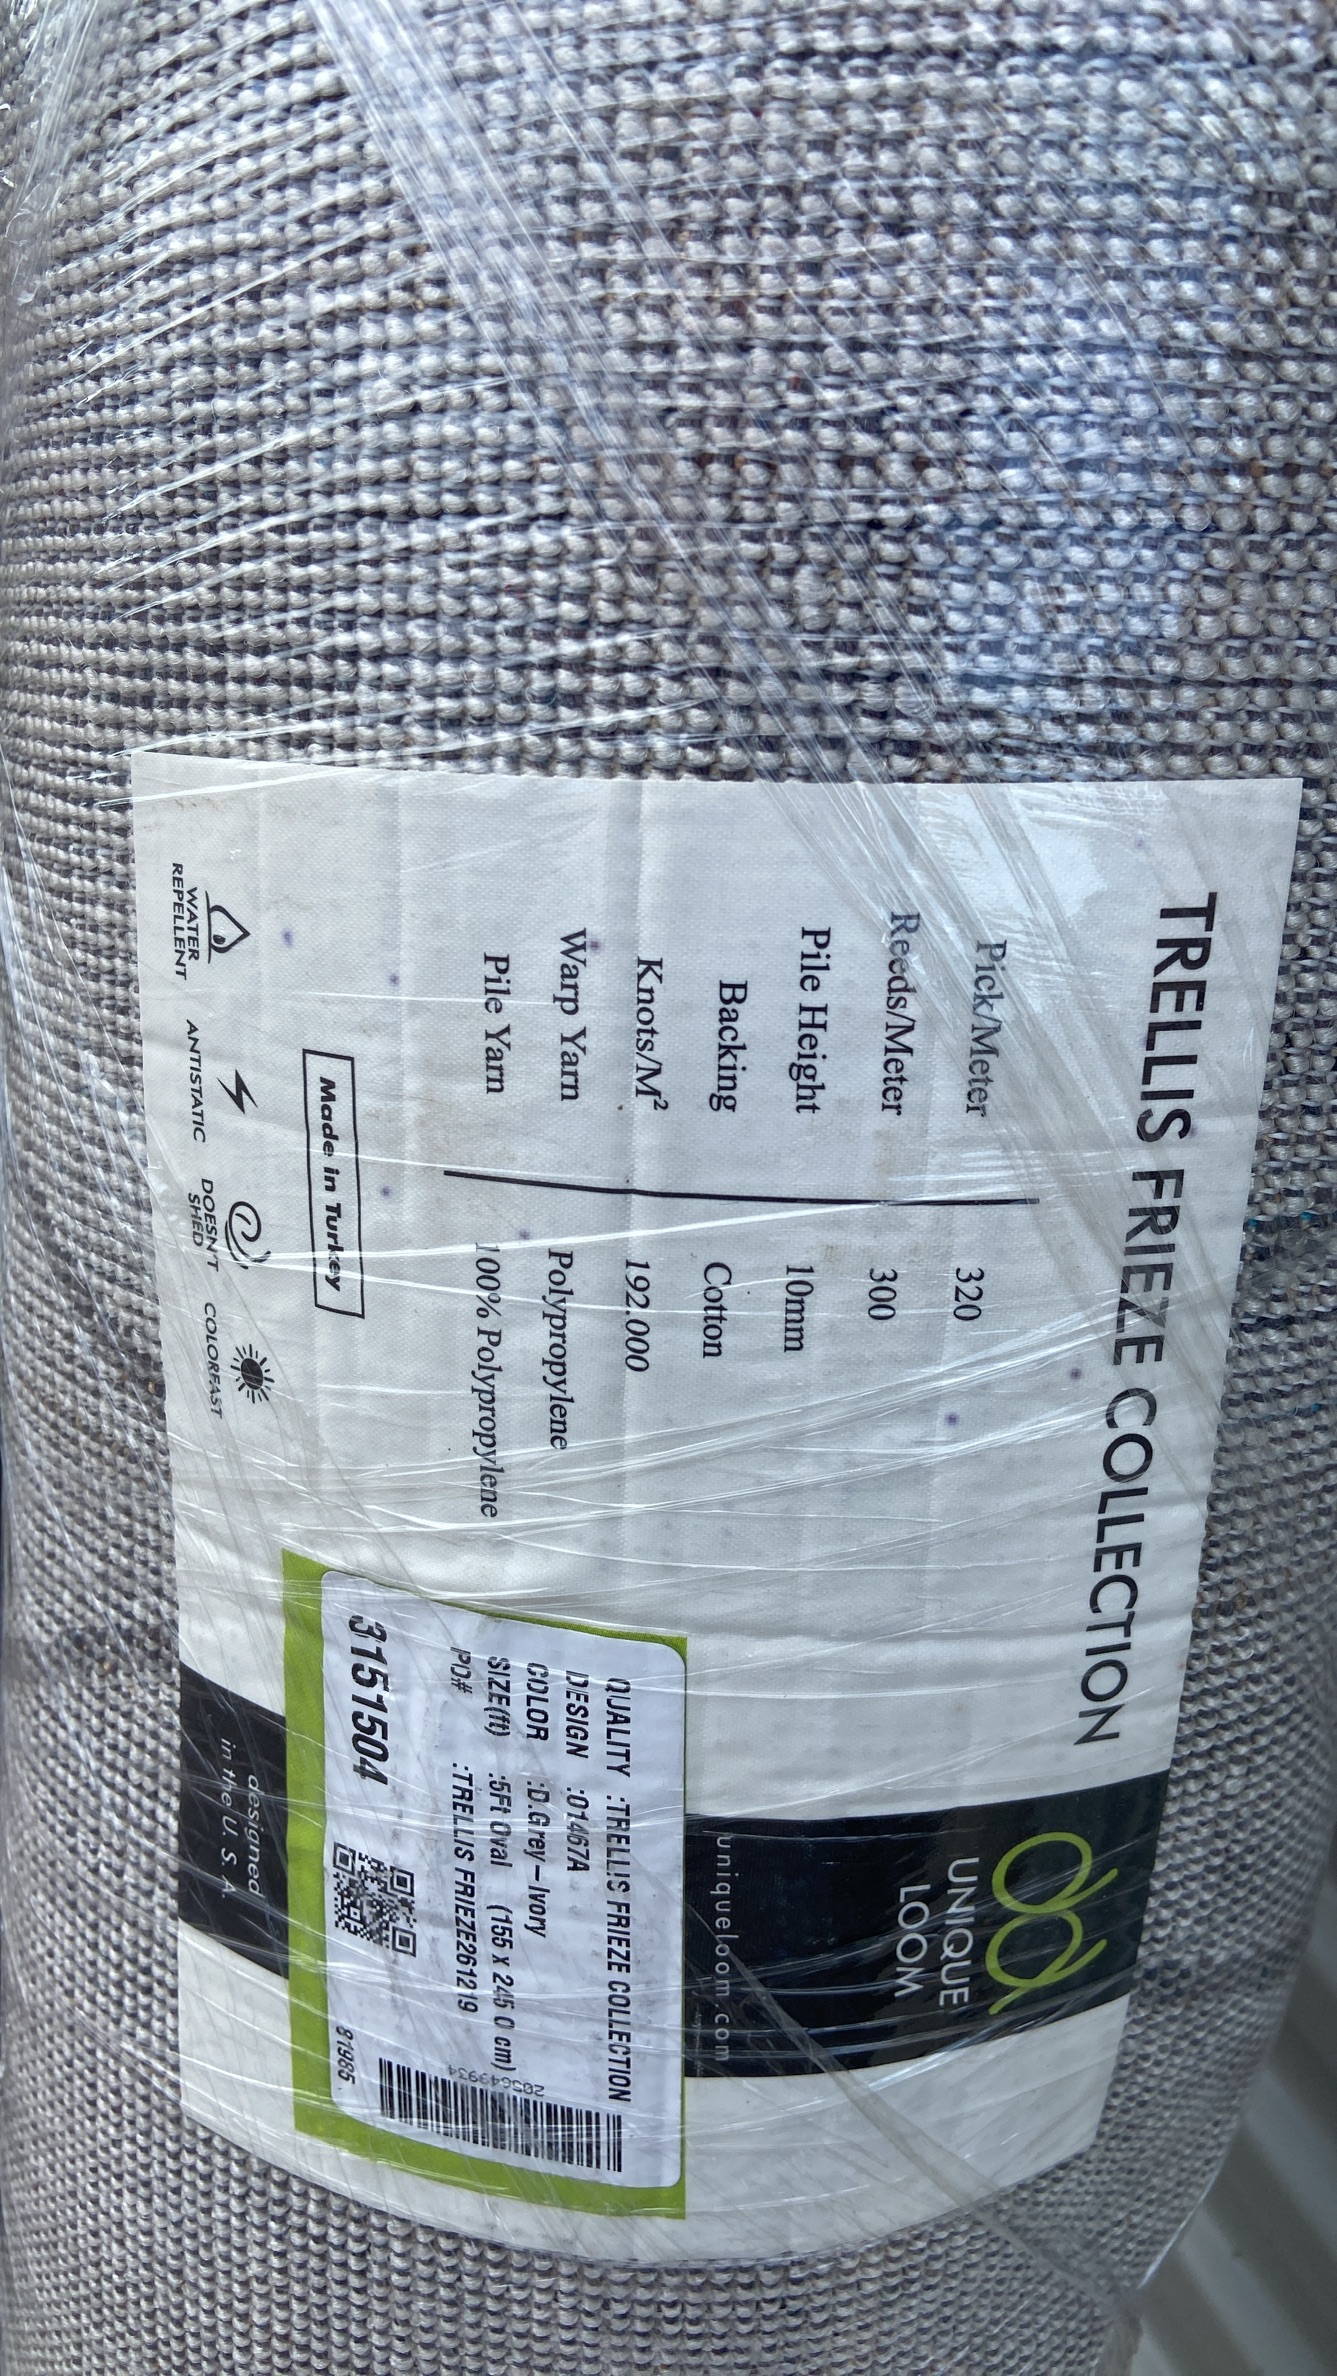 TRELLIS FRIEZE COLLECTION
Pick/Meter 320
Reeds/Meter 300
Pile Height 10mm
Backing Cotton
Knots/M² 192.000
Warp Yarn Polypropylene
Pile Yarn 100% Polypropylene
Made in Turkey
WATER
REPELLENT
ANTISTATIC
DOESN'T
SHED
COLORFAST
UNIQUE
LOOM
uniqueloom.com
QUALITY :TRELLIS FRIEZE COLLECTION
DESIGN :01467A
COLOR :D.Grey-Ivory
SIZE(ft) :5Ft Oval (155 x 245 0 cm)
PO# :TRELLIS FRIEZE261219
3151504
81985
205649934
designed
in the U. S. A.